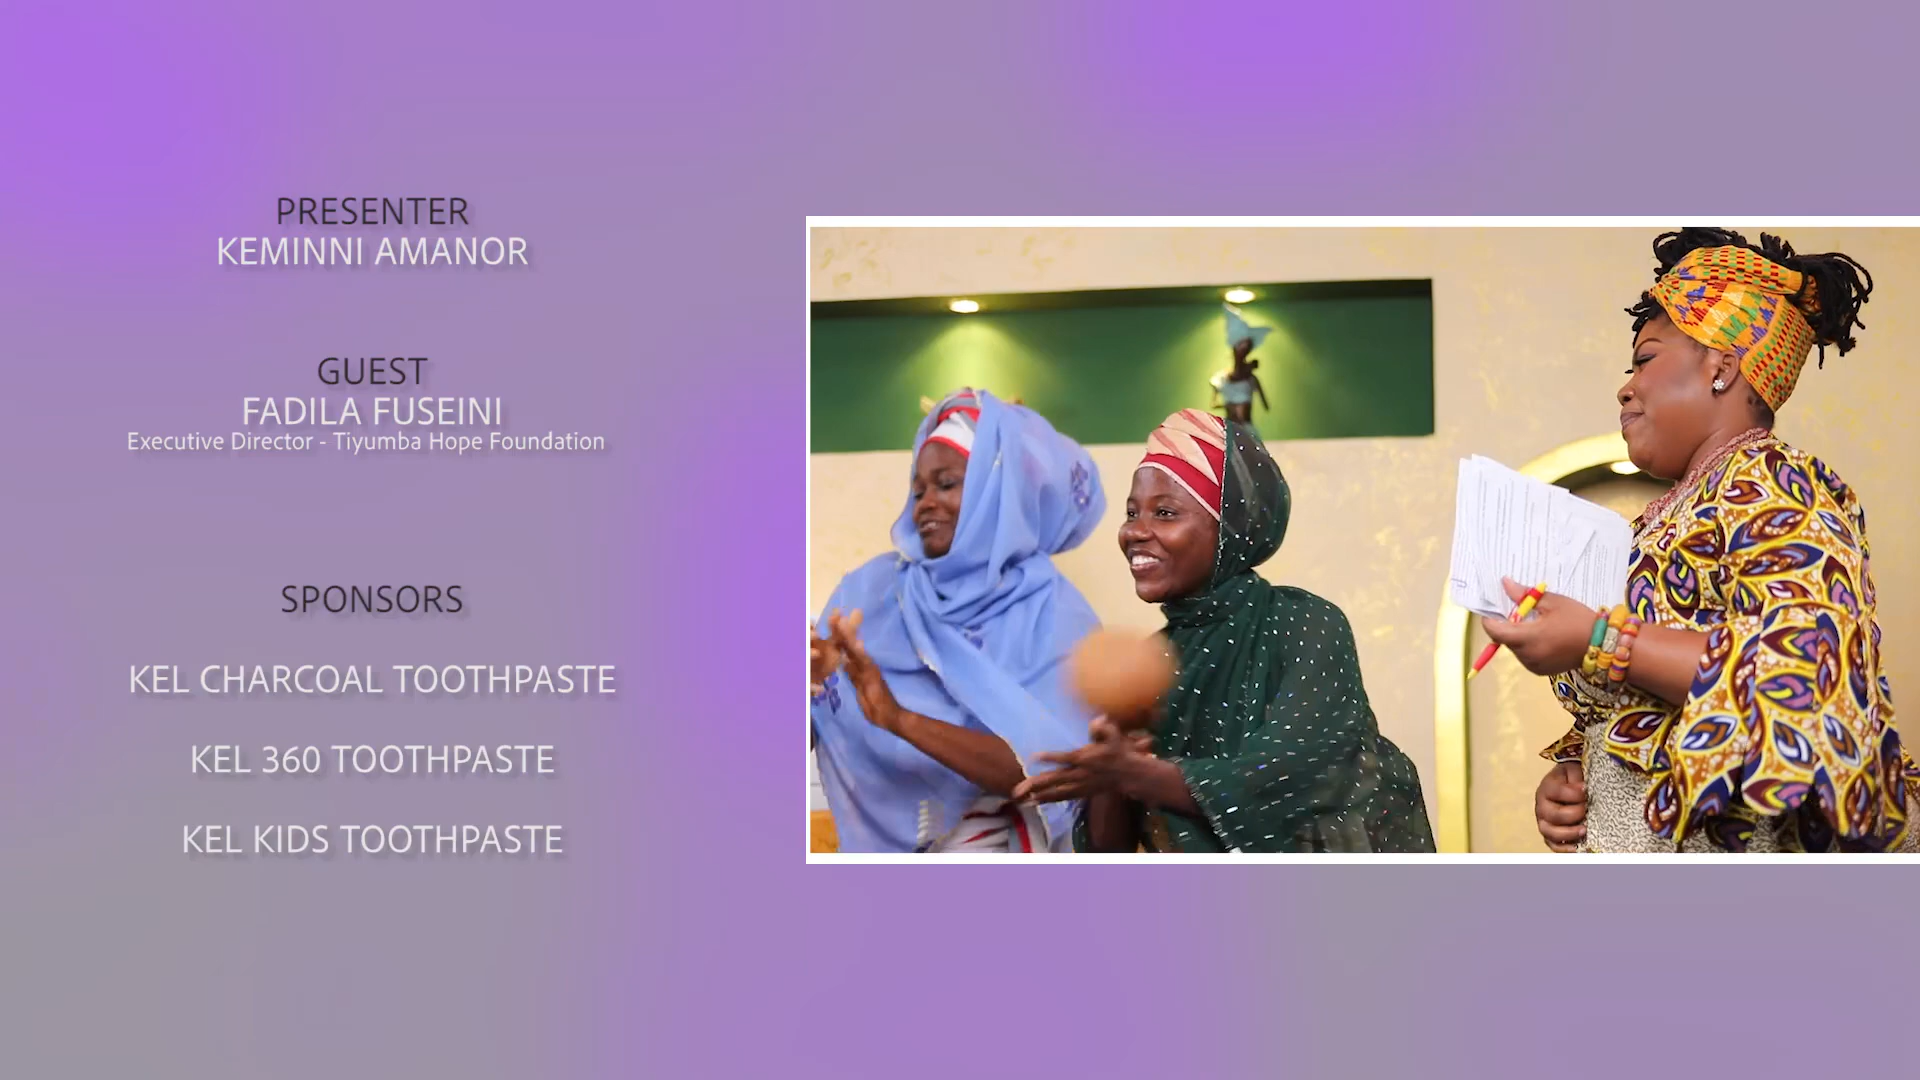 PRESENTER
KEMINNI AMANOR
GUEST
FADILA FUSEINI
Executive Director - Tiyumba Hope Foundation
SPONSORS
KEL CHARCOAL TOOTHPASTE
KEL 360 TOOTHPASTE
KEL KIDS TOOTHPASTE